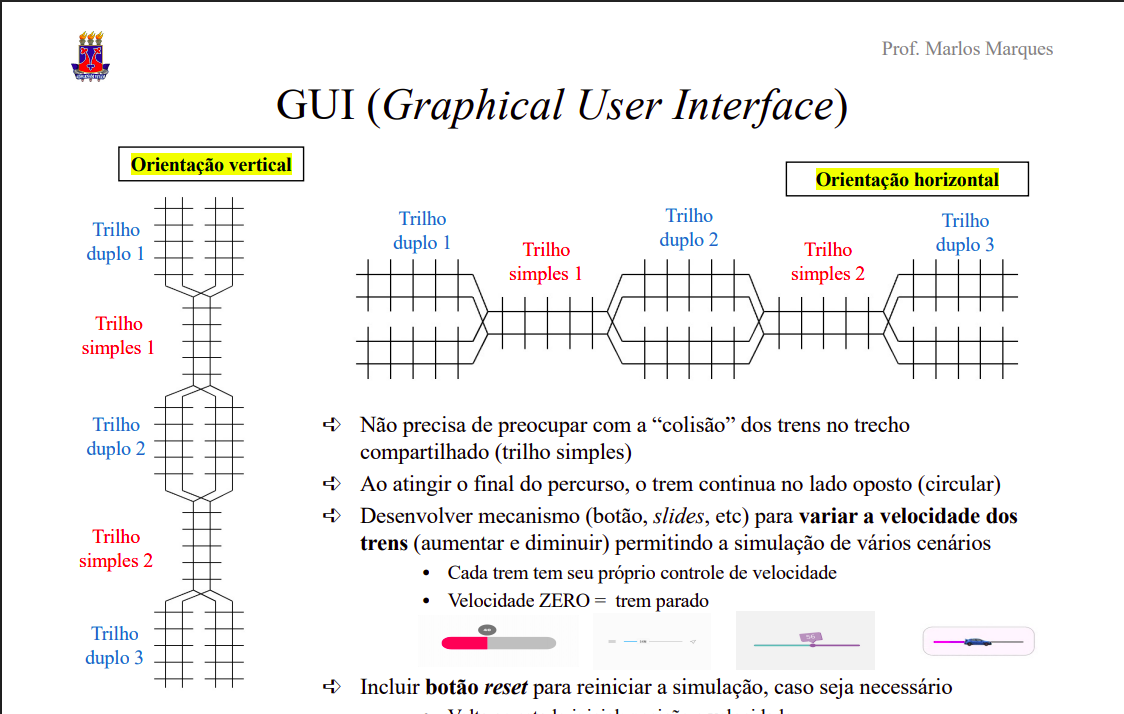 Prof. Marlos Marques
GUI (Graphical User Interface)
Orientação vertical
Trilho
duplo 1
Trilho
simples 1
Trilho
duplo 2
Trilho
simples 2
Trilho
duplo 3
Orientação horizontal
Trilho
duplo 1
Trilho
simples 1
Trilho
duplo 2
Trilho
simples 2
Trilho
duplo 3
➪ Não precisa de preocupar com a “colisão” dos trens no trecho
compartilhado (trilho simples)
➪ Ao atingir o final do percurso, o trem continua no lado oposto (circular)
➪ Desenvolver mecanismo (botão, slides, etc) para variar a velocidade dos
trens (aumentar e diminuir) permitindo a simulação de vários cenários
• Cada trem tem seu próprio controle de velocidade
• Velocidade ZERO = trem parado
➪ Incluir botão reset para reiniciar a simulação, caso seja necessário